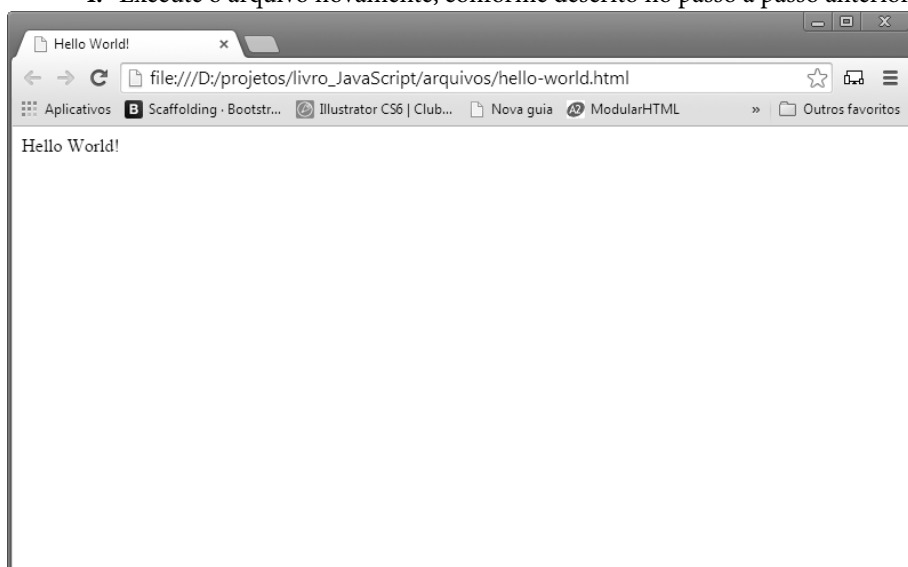 Execute o arquivo novamente, conforme descrito no passo a passo anterior
Hello World!
file:///D:/projetos/livro_JavaScript/arquivos/hello-world.html
Aplicativos B Scaffolding · Bootstr... Illustrator CS6 | Club... Nova guia A2 ModularHTML » Outros favoritos
Hello World!